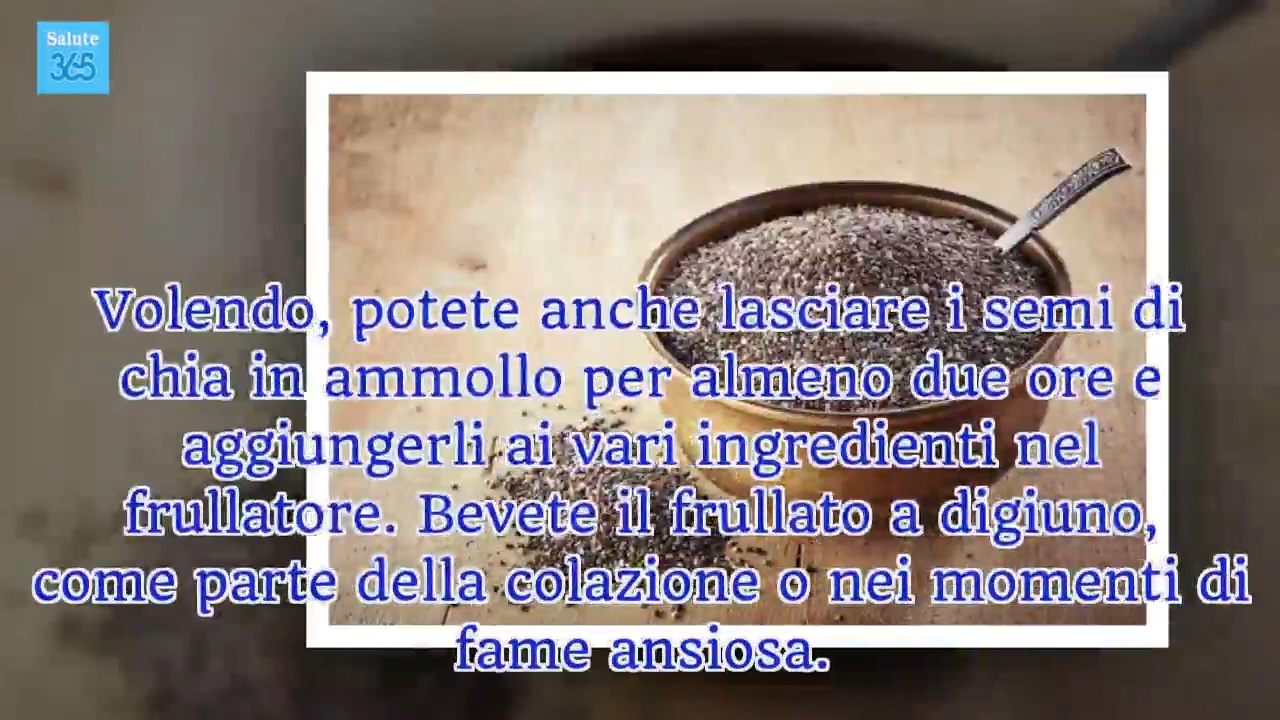 Salute
365
Volendo, potete anche lasciare i semi di
chia in ammollo per almeno due ore e
aggiungerli ai vari ingredienti nel
frullatore. Bevete il frullato a digiuno,
come parte della colazione o nei momenti di
fame ansiosa.